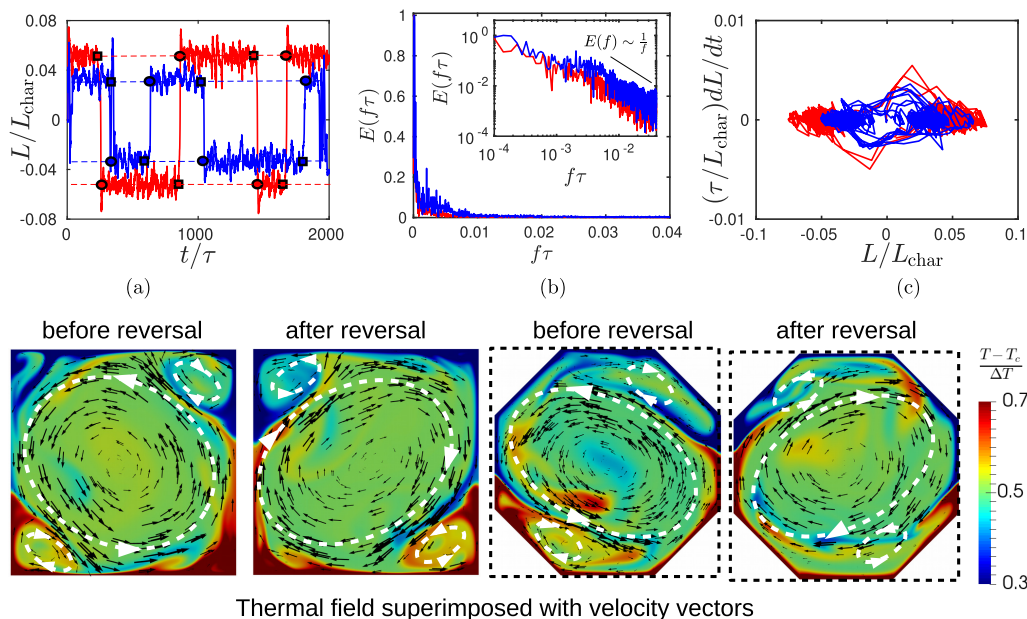 0.08
0.04
0
-0.04
-0.08
L/L_char
0 1000 2000
t/τ
(a)
1
0.8
0.6
0.4
0.2
0
E(fτ)
0 0.01 0.02 0.03 0.04
fτ
10^0
10^-2
10^-4
E(fτ)
E(f) ∼ 1/f
10^-4 10^-3 10^-2
fτ
(b)
0.01
0
-0.01
(τ/L_char)dL/dt
-0.1 -0.05 0 0.05 0.1
L/L_char
(c)
before reversal after reversal before reversal after reversal
T−T_c
ΔT
0.7
0.5
0.3
Thermal field superimposed with velocity vectors